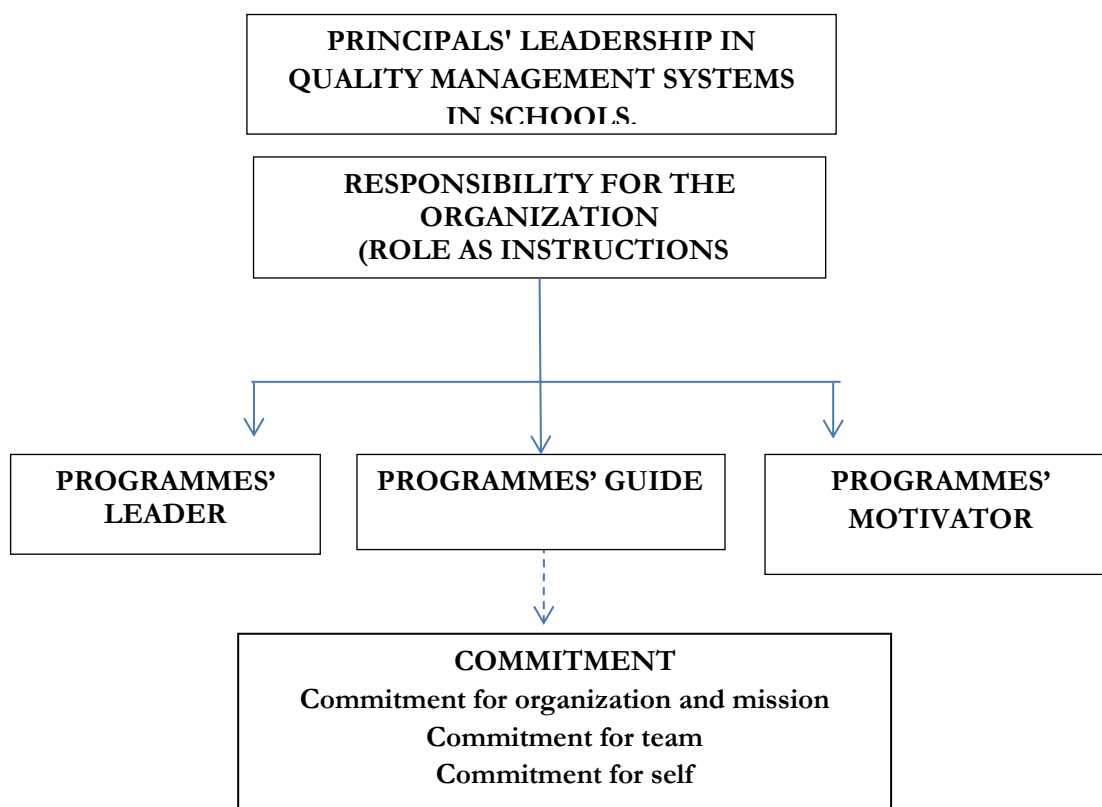 PRINCIPALS' LEADERSHIP IN
QUALITY MANAGEMENT SYSTEMS
IN SCHOOLS.
RESPONSIBILITY FOR THE
ORGANIZATION
(ROLE AS INSTRUCTIONS
PROGRAMMES’
LEADER
PROGRAMMES’ GUIDE
PROGRAMMES’
MOTIVATOR
COMMITMENT
Commitment for organization and mission
Commitment for team
Commitment for self